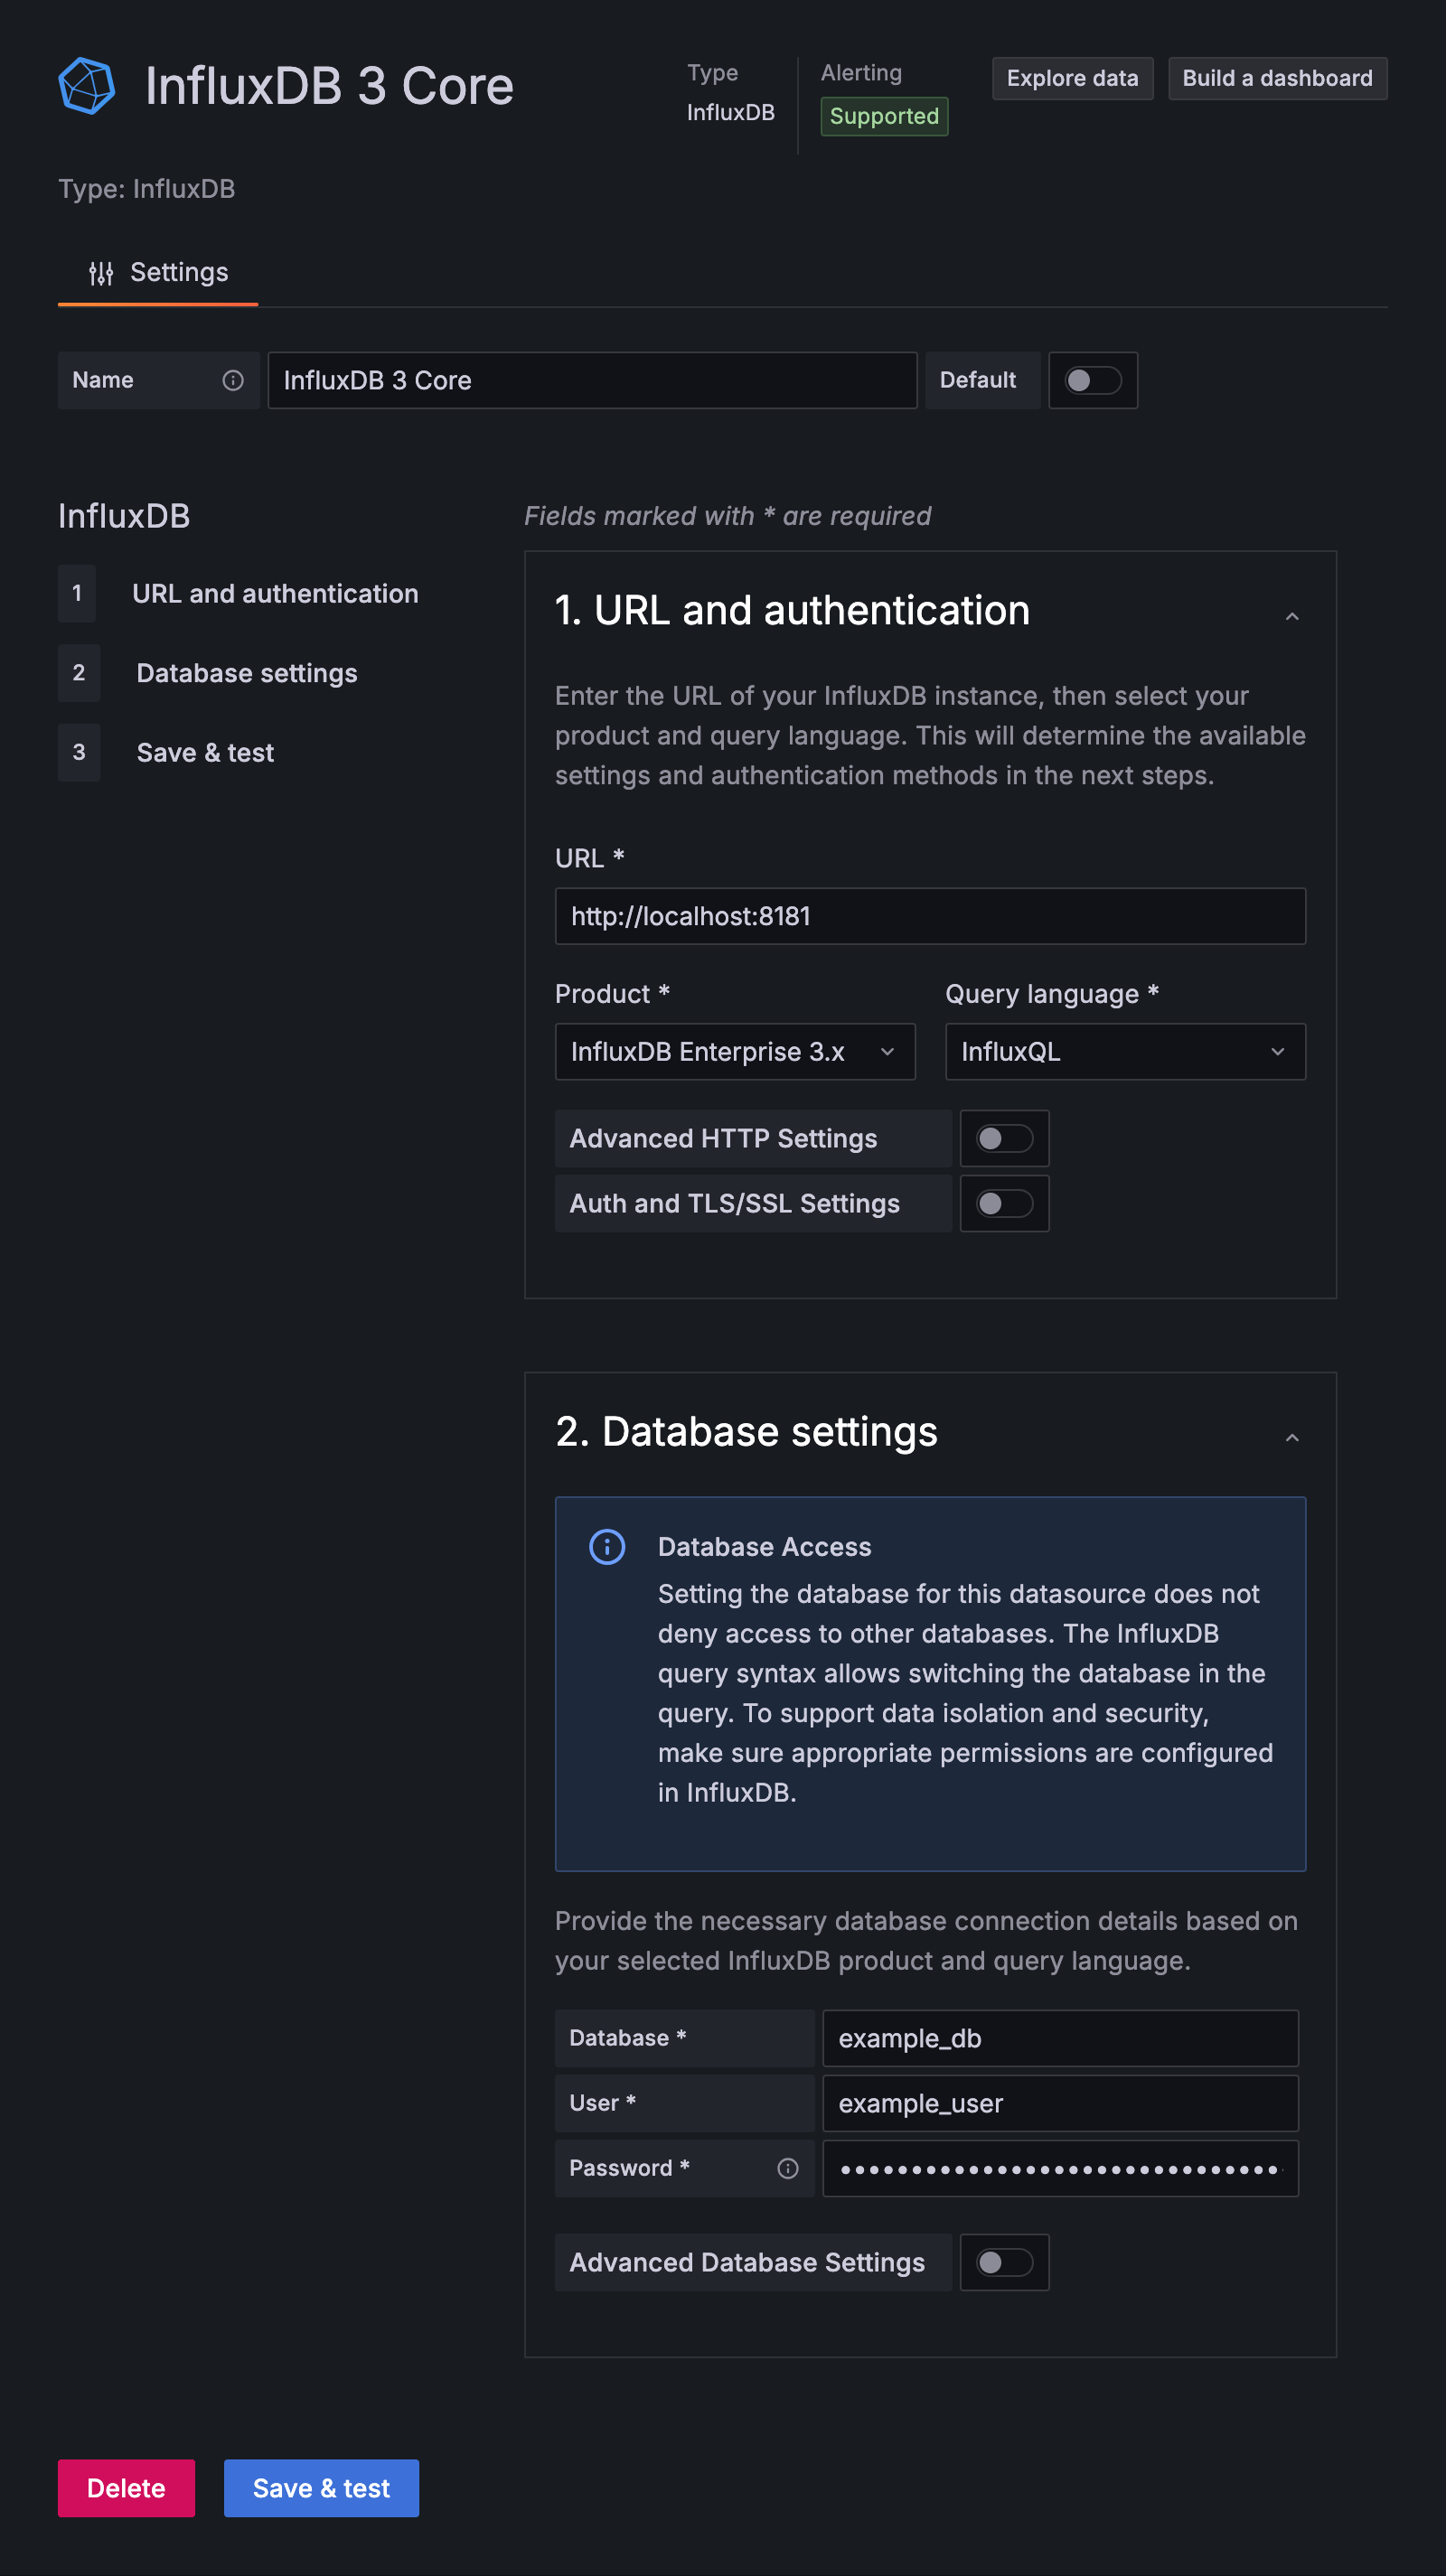 InfluxDB 3 Core
Type
InfluxDB
Alerting
Supported
Explore data
Build a dashboard
Type: InfluxDB
Settings
Name
InfluxDB 3 Core
Default
InfluxDB
1 URL and authentication
2 Database settings
3 Save & test
Fields marked with * are required
1. URL and authentication
Enter the URL of your InfluxDB instance, then select your
product and query language. This will determine the available
settings and authentication methods in the next steps.
URL *
http://localhost:8181
Product *
InfluxDB Enterprise 3.x
Query language *
InfluxQL
Advanced HTTP Settings
Auth and TLS/SSL Settings
2. Database settings
Database Access
Setting the database for this datasource does not
deny access to other databases. The InfluxDB
query syntax allows switching the database in the
query. To support data isolation and security,
make sure appropriate permissions are configured
in InfluxDB.
Provide the necessary database connection details based on
your selected InfluxDB product and query language.
Database *
example_db
User *
example_user
Password *
Advanced Database Settings
Delete
Save & test